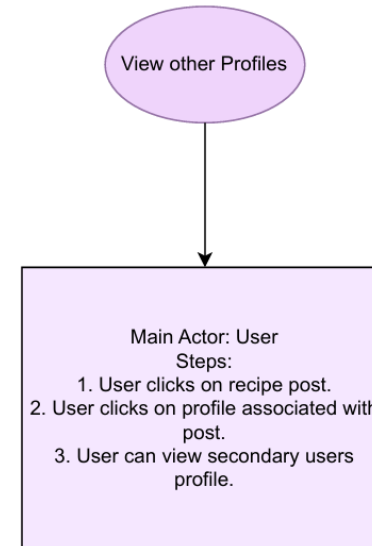 View other Profiles
Main Actor: User
Steps:
1. User clicks on recipe post.
2. User clicks on profile associated with
post.
3. User can view secondary users
profile.